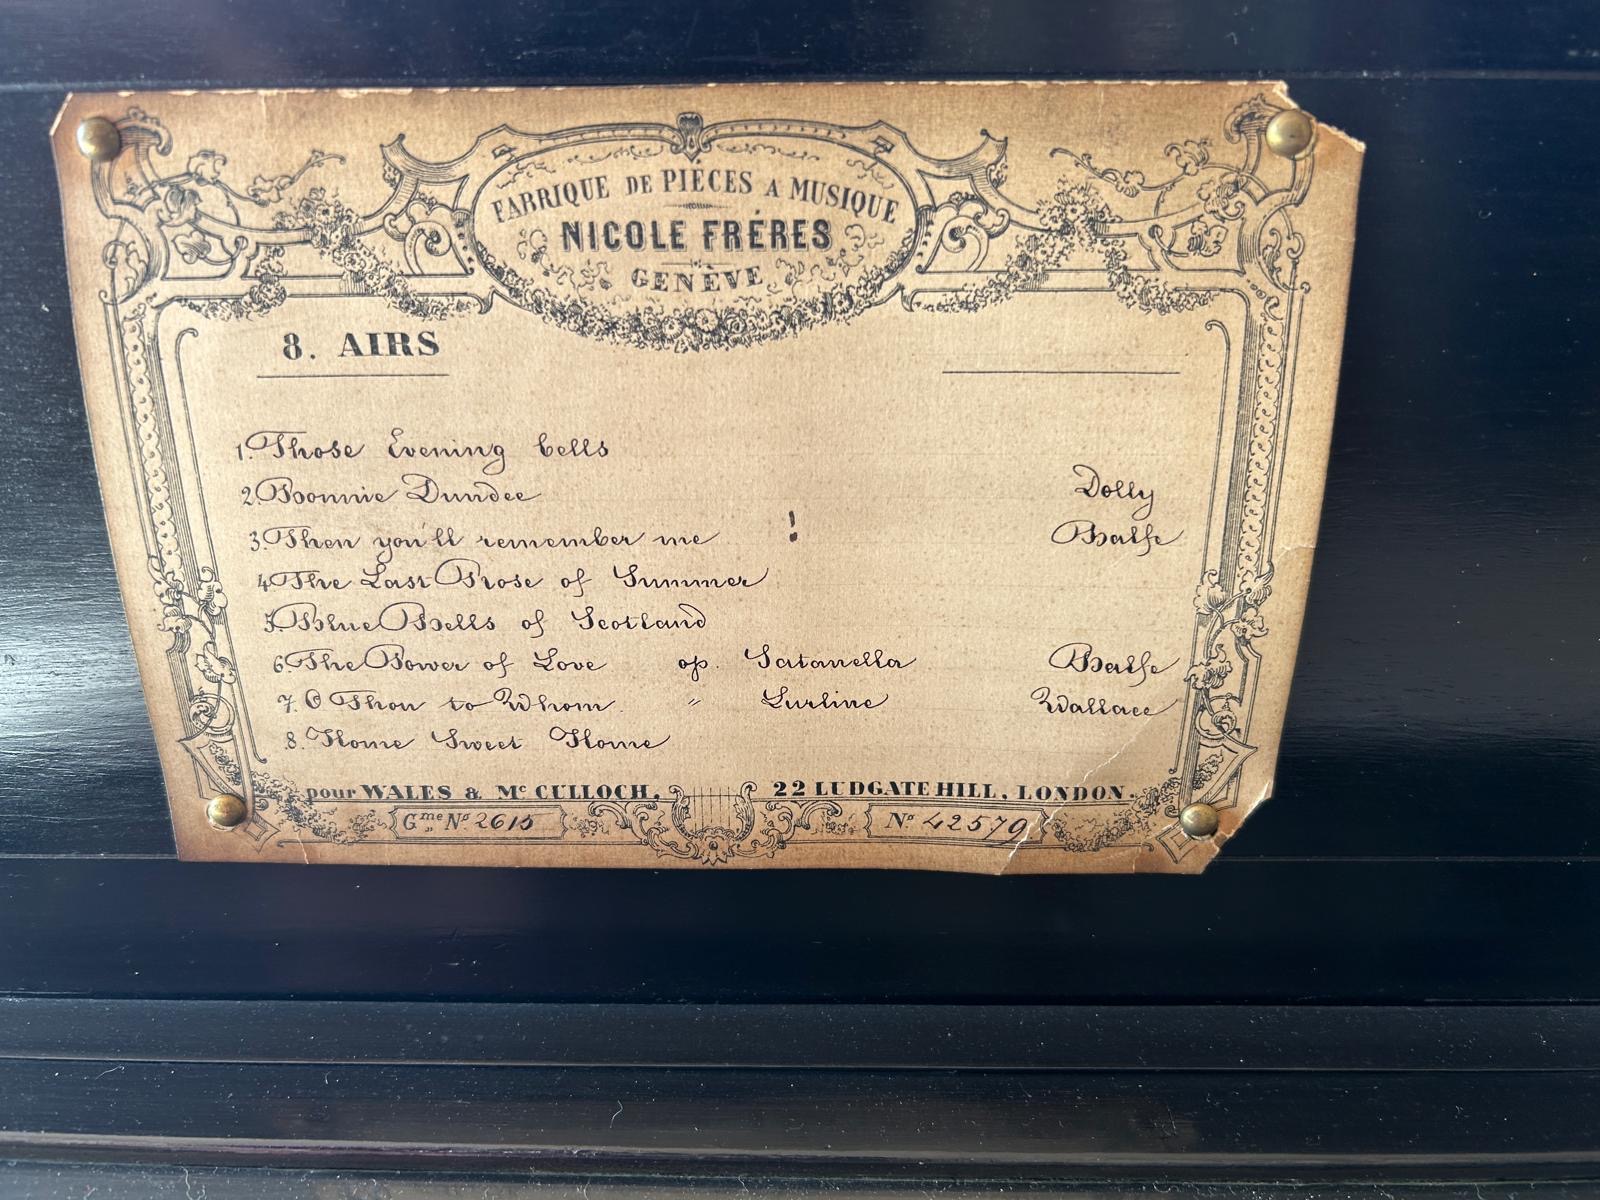 FABRIQUE DE PIÈCES A MUSIQUE
NICOLE FRÉRES
GENÈVE
8. AIRS
1. Those Evening bells
2. Bonnie Dundee Dolly
3. Then you'll remember me ! Balfe
4 The Last Rose of Summer
5. Blue Bells of Scotland
6. The Power of Love op. Satanella Balfe
7. O Thou to Whom. " Lurline Wallace
8. Home Sweet Home
pour WALES & Mc CULLOCH, 22 LUDGATE HILL, LONDON.
Gme No 2615 No 42579